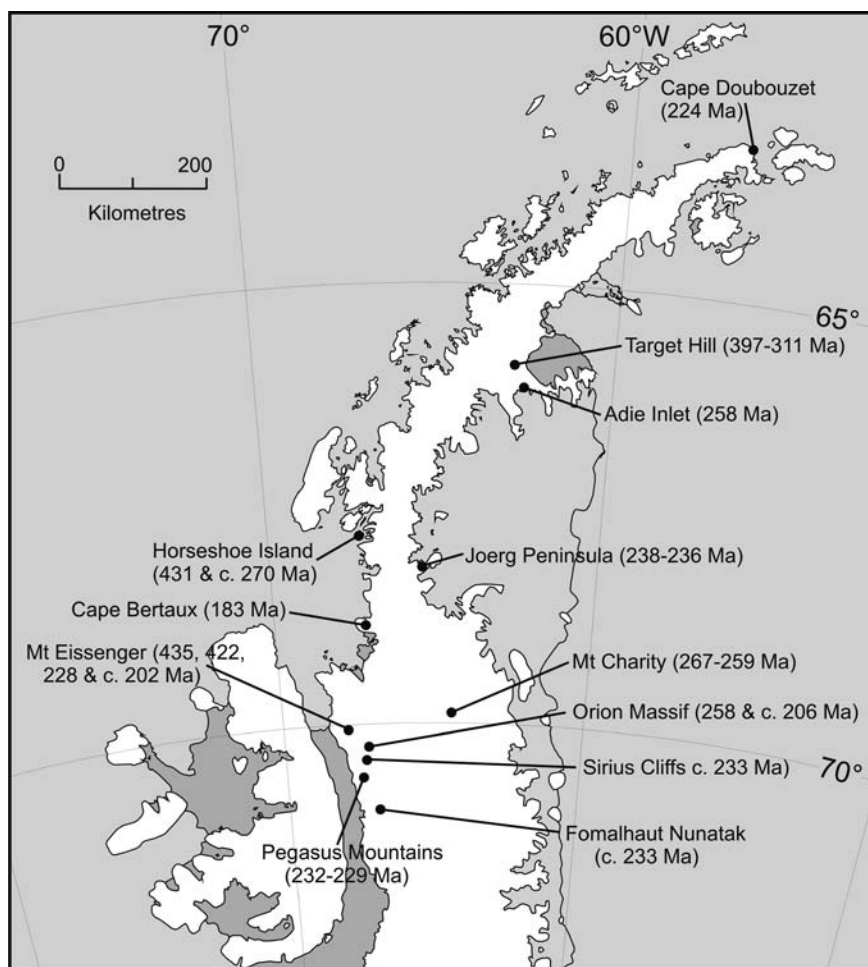 70°
60°W
Cape Doubouzet
(224 Ma)
0
200
Kilometres
65°
Target Hill (397-311 Ma)
Adie Inlet (258 Ma)
Horseshoe Island
(431 & c. 270 Ma)
Joerg Peninsula (238-236 Ma)
Cape Bertaux (183 Ma)
Mt Eissenger (435, 422,
228 & c. 202 Ma)
Mt Charity (267-259 Ma)
Orion Massif (258 & c. 206 Ma)
Sirius Cliffs c. 233 Ma)
70°
Fomalhaut Nunatak
(c. 233 Ma)
Pegasus Mountains
(232-229 Ma)